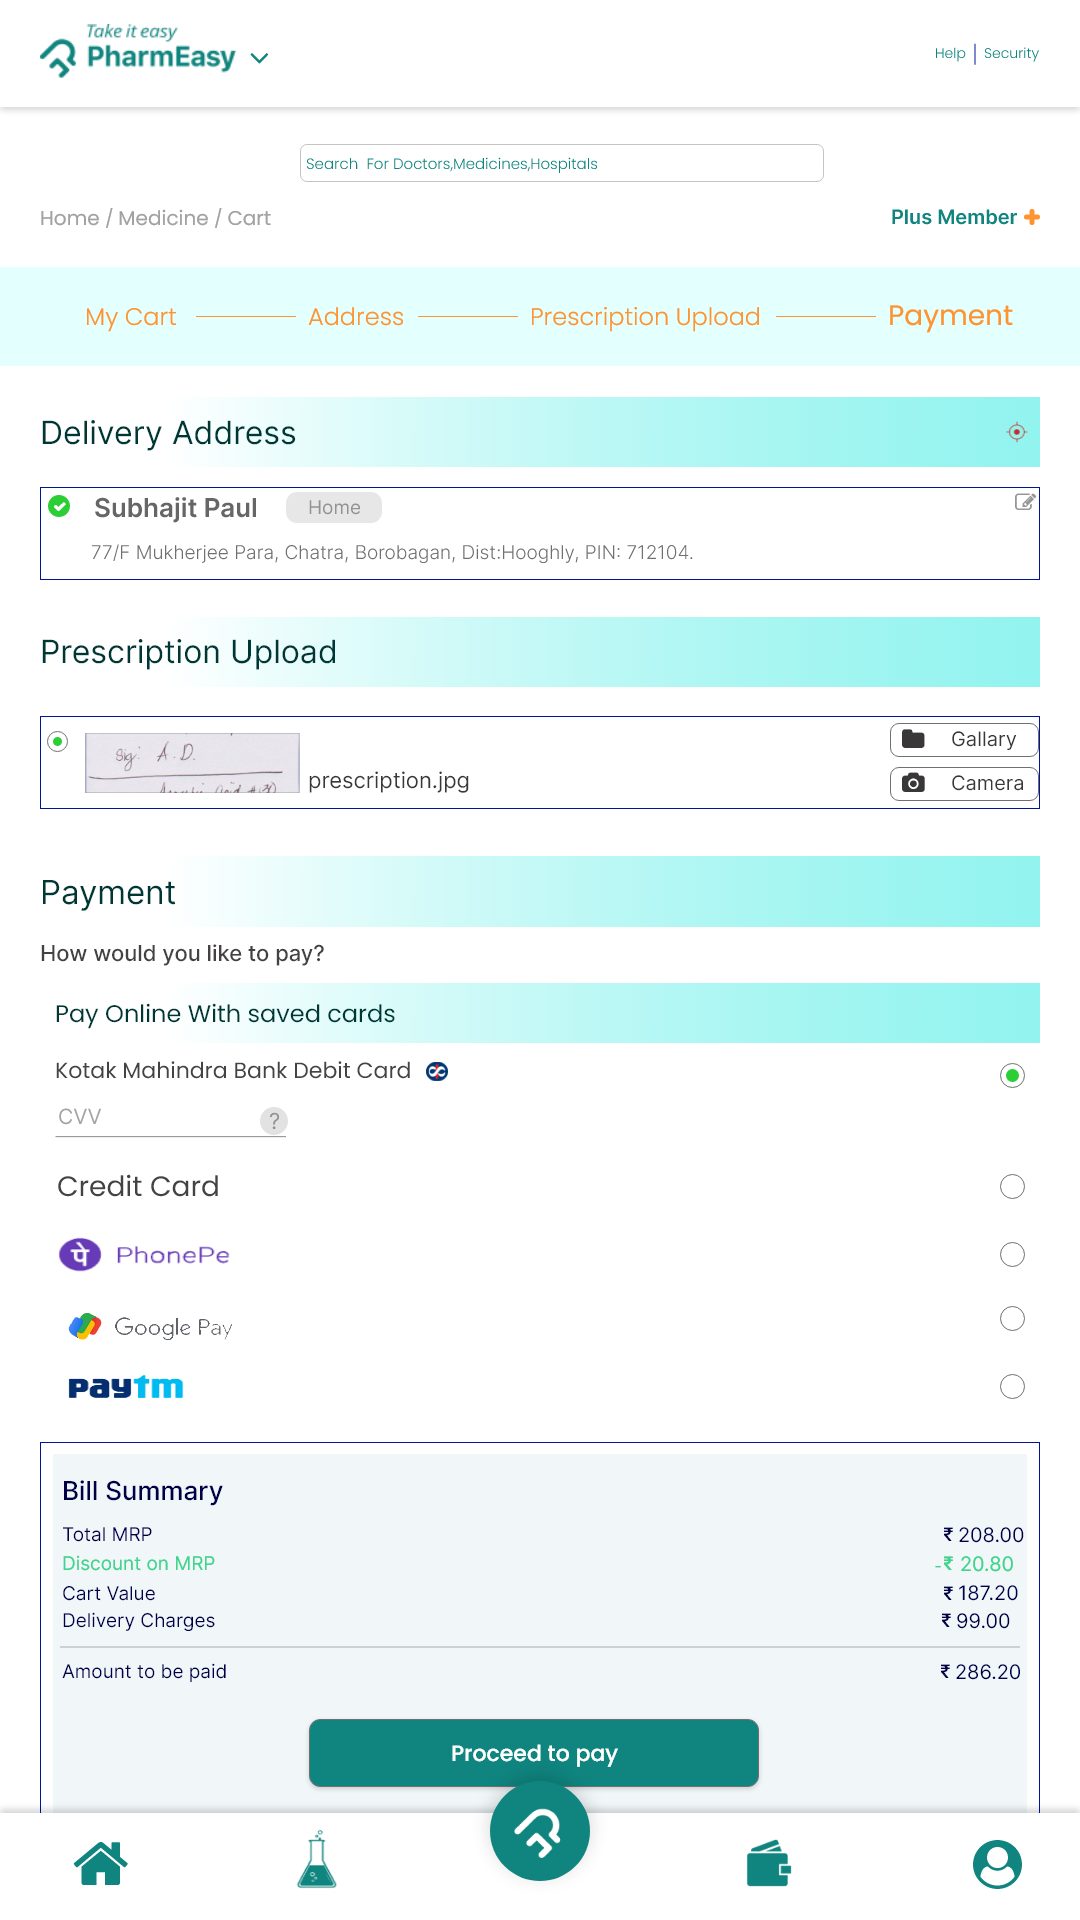 Take it easy
PharmEasy
Help | Security
Search For Doctors,Medicines,Hospitals
Home / Medicine / Cart
Plus Member
My Cart
Address
Prescription Upload
Payment
Delivery Address
Subhajit Paul
Home
77/F Mukherjee Para, Chatra, Borobagan, Dist:Hooghly, PIN: 712104.
Prescription Upload
Sig: A.D.
prescription.jpg
Gallary
Camera
Payment
How would you like to pay?
Pay Online With saved cards
Kotak Mahindra Bank Debit Card
CVV ?
Credit Card
पे PhonePe
Google Pay
paytm
Bill Summary
Total MRP ₹ 208.00
Discount on MRP -₹ 20.80
Cart Value ₹ 187.20
Delivery Charges ₹ 99.00
Amount to be paid ₹ 286.20
Proceed to pay